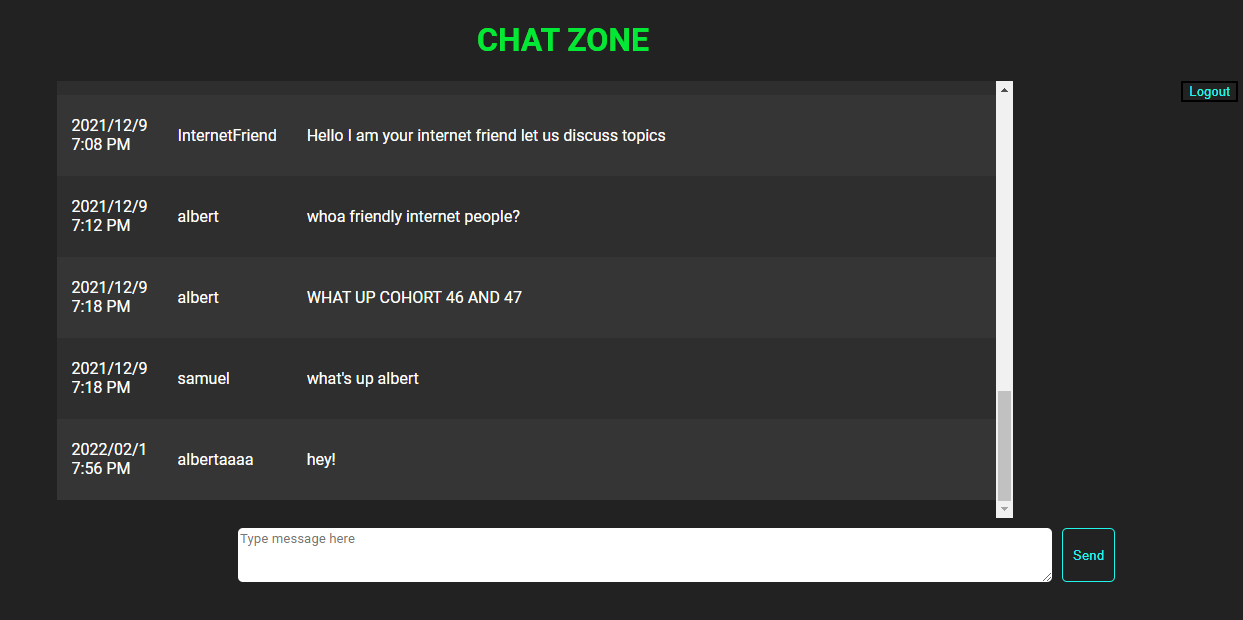 CHAT ZONE
Logout
2021/12/9
7:08 PM
InternetFriend
Hello I am your internet friend let us discuss topics
2021/12/9
7:12 PM
albert
whoa friendly internet people?
2021/12/9
7:18 PM
albert
WHAT UP COHORT 46 AND 47
2021/12/9
7:18 PM
samuel
what's up albert
2022/02/1
7:56 PM
albertaaaa
hey!
Type message here
Send